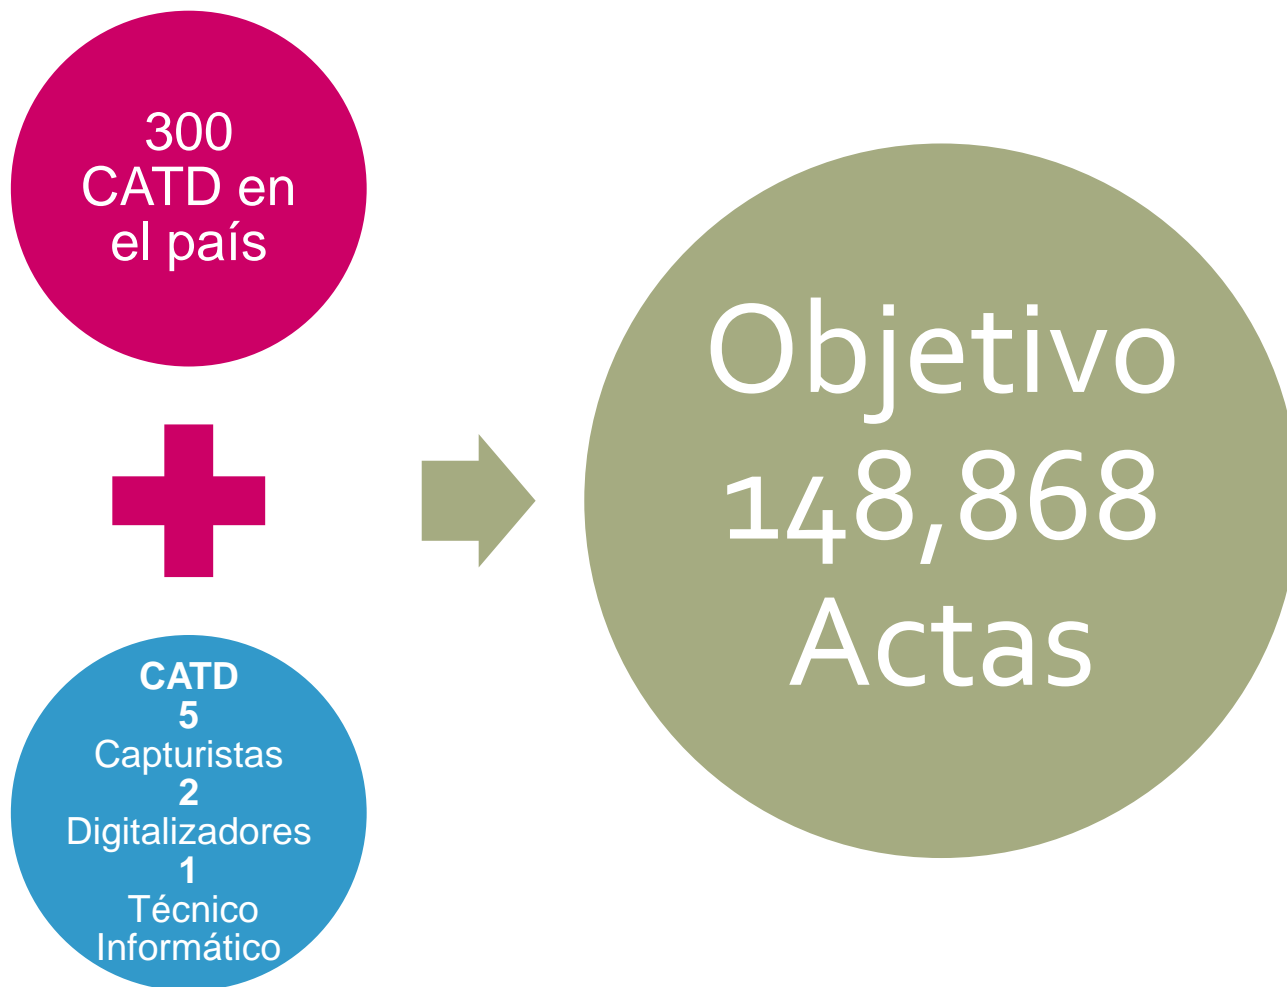 300
CATD en
el país
CATD
5
Capturistas
2
Digitalizadores
1
Técnico
Informático
Objetivo
148,868
Actas